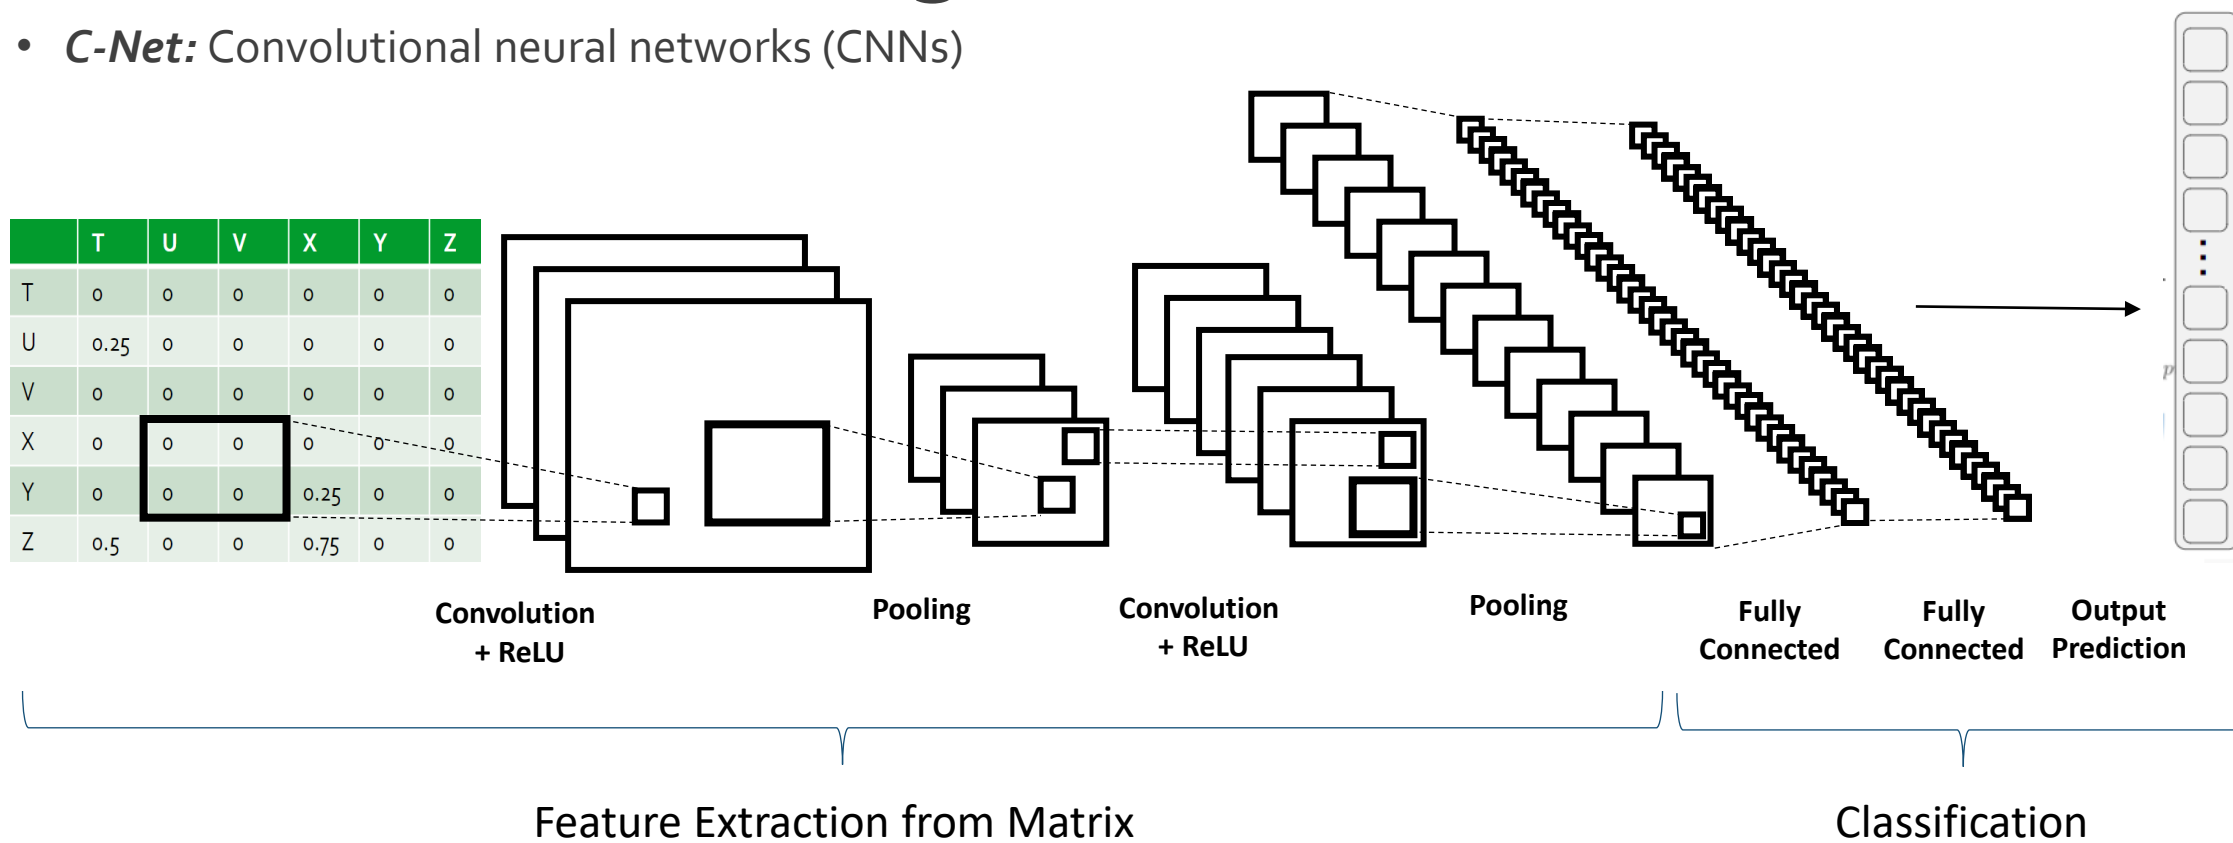 • C-Net: Convolutional neural networks (CNNs)
T U V X Y Z
T 0 0 0 0 0 0
U 0.25 0 0 0 0 0
V 0 0 0 0 0 0
X 0 0 0 0 0 0
Y 0 0 0 0.25 0 0
Z 0.5 0 0 0.75 0 0
...
p
Convolution
+ ReLU
Pooling
Convolution
+ ReLU
Pooling
Fully
Connected
Fully
Connected
Output
Prediction
Feature Extraction from Matrix
Classification